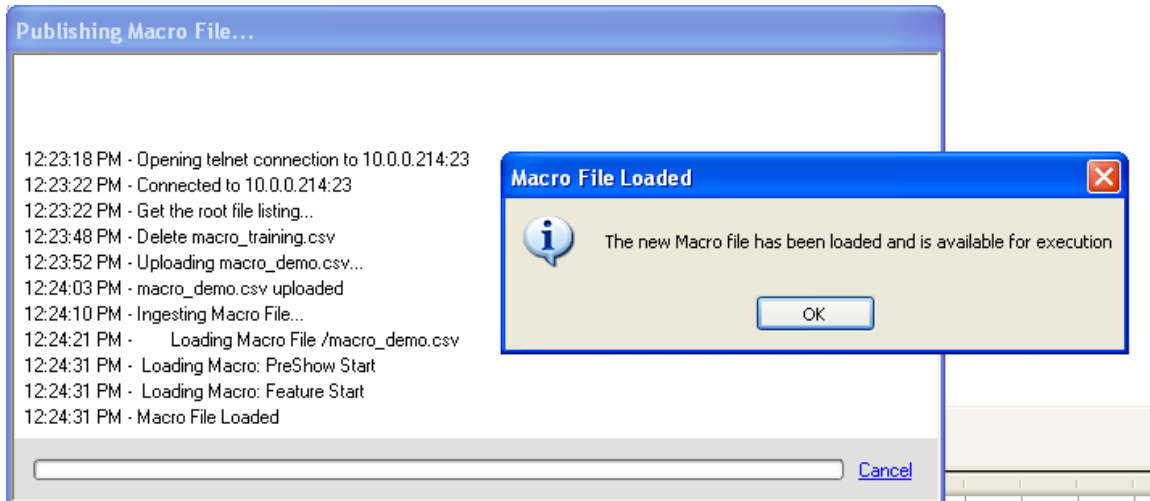 Publishing Macro File...
12:23:18 PM - Opening telnet connection to 10.0.0.214:23
12:23:22 PM - Connected to 10.0.0.214:23
12:23:22 PM - Get the root file listing...
12:23:48 PM - Delete macro_training.csv
12:23:52 PM - Uploading macro_demo.csv...
12:24:03 PM - macro_demo.csv uploaded
12:24:10 PM - Ingesting Macro File...
12:24:21 PM - Loading Macro File /macro_demo.csv
12:24:31 PM - Loading Macro: PreShow Start
12:24:31 PM - Loading Macro: Feature Start
12:24:31 PM - Macro File Loaded
Cancel
Macro File Loaded
The new Macro file has been loaded and is available for execution
OK